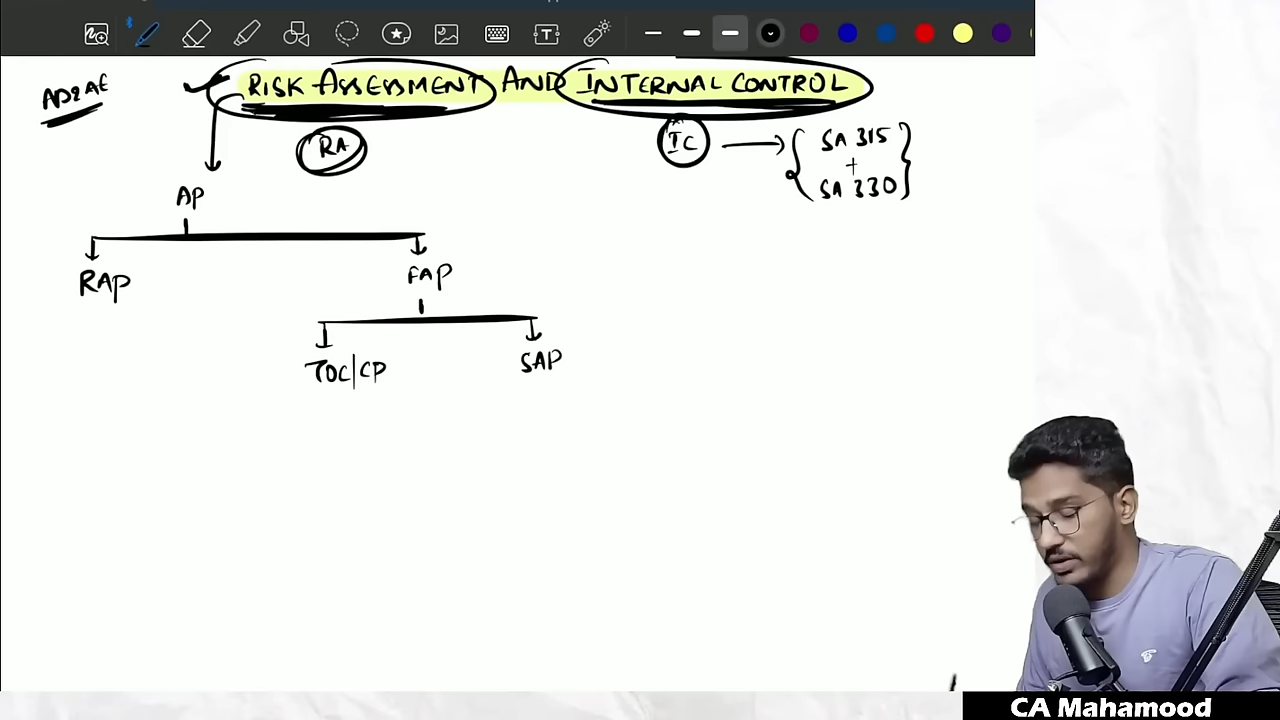 RISK ASSESSMENT AND INTERNAL CONTROL
RA
IC
SA 315
+
SA 330
AP
RAP
FAP
TOC/CP
SAP
CA Mahamood